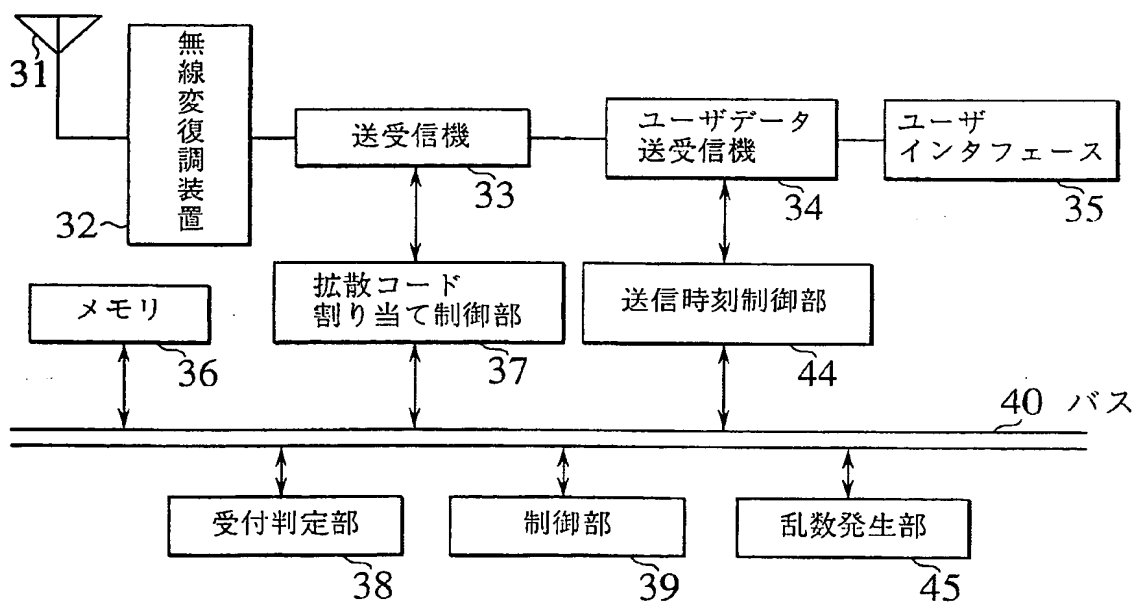 31
無線変復調装置
32
送受信機
33
ユーザデータ
送受信機
34
ユーザ
インタフェース
35
メモリ
36
拡散コード
割り当て制御部
37
送信時刻制御部
44
40 バス
受付判定部
38
制御部
39
乱数発生部
45